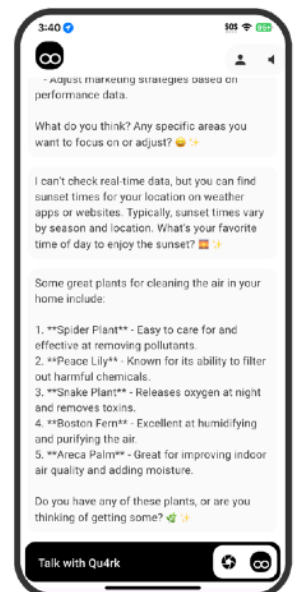 3:40
SOS
- Adjust marketing strategies based on
performance data.
What do you think? Any specific areas you
want to focus on or adjust? 😄 ✨
I can't check real-time data, but you can find
sunset times for your location on weather
apps or websites. Typically, sunset times vary
by season and location. What's your favorite
time of day to enjoy the sunset? 🌇 ✨
Some great plants for cleaning the air in your
home include:
1. **Spider Plant** - Easy to care for and
effective at removing pollutants.
2. **Peace Lily** - Known for its ability to filter
out harmful chemicals.
3. **Snake Plant** - Releases oxygen at night
and removes toxins.
4. **Boston Fern** - Excellent at humidifying
and purifying the air.
5. **Areca Palm** - Great for improving indoor
air quality and adding moisture.
Do you have any of these plants, or are you
thinking of getting some? 🌿 ✨
Talk with Qu4rk